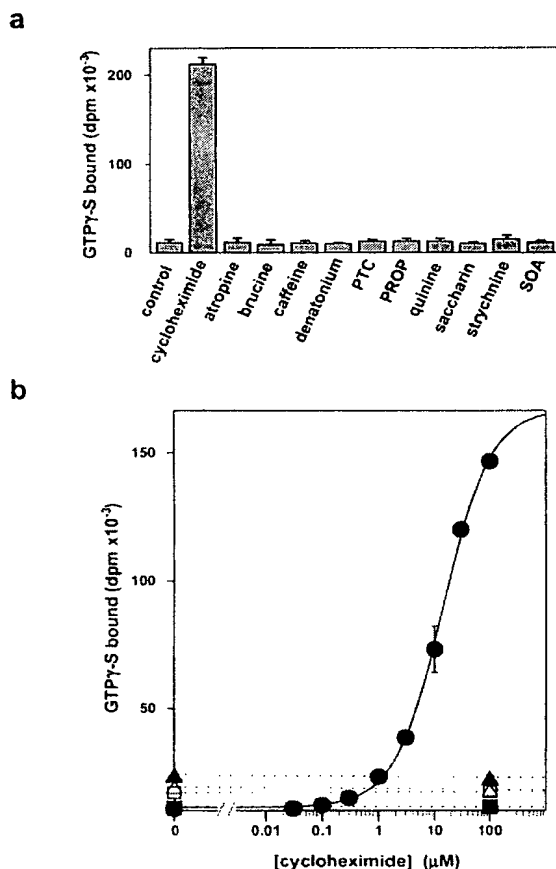 a
GTPγ-S bound (dpm x10⁻³)
200
100
0
control
cycloheximide
atropine
brucine
caffeine
denatonium
PTC
PROP
quinine
saccharin
strychnine
SOA
b
GTPγ-S bound (dpm x10⁻³)
150
100
50
0
0.01
0.1
1
10
100
[cycloheximide] (μM)